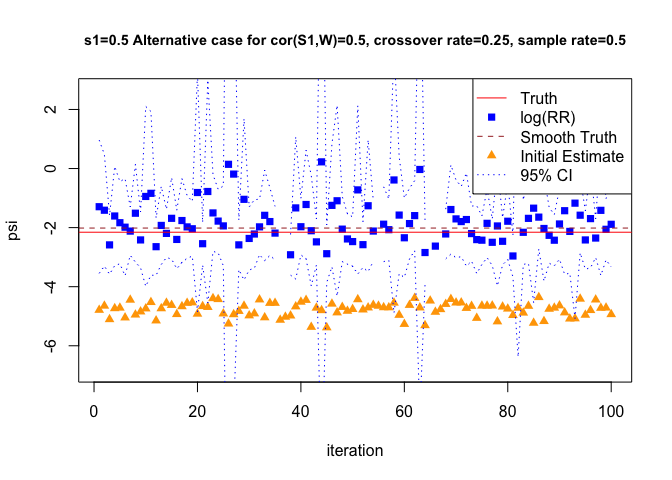 s1=0.5 Alternative case for cor(S1,W)=0.5, crossover rate=0.25, sample rate=0.5
Truth
log(RR)
Smooth Truth
Initial Estimate
95% CI
psi
2
0
-2
-4
-6
0 20 40 60 80 100
iteration